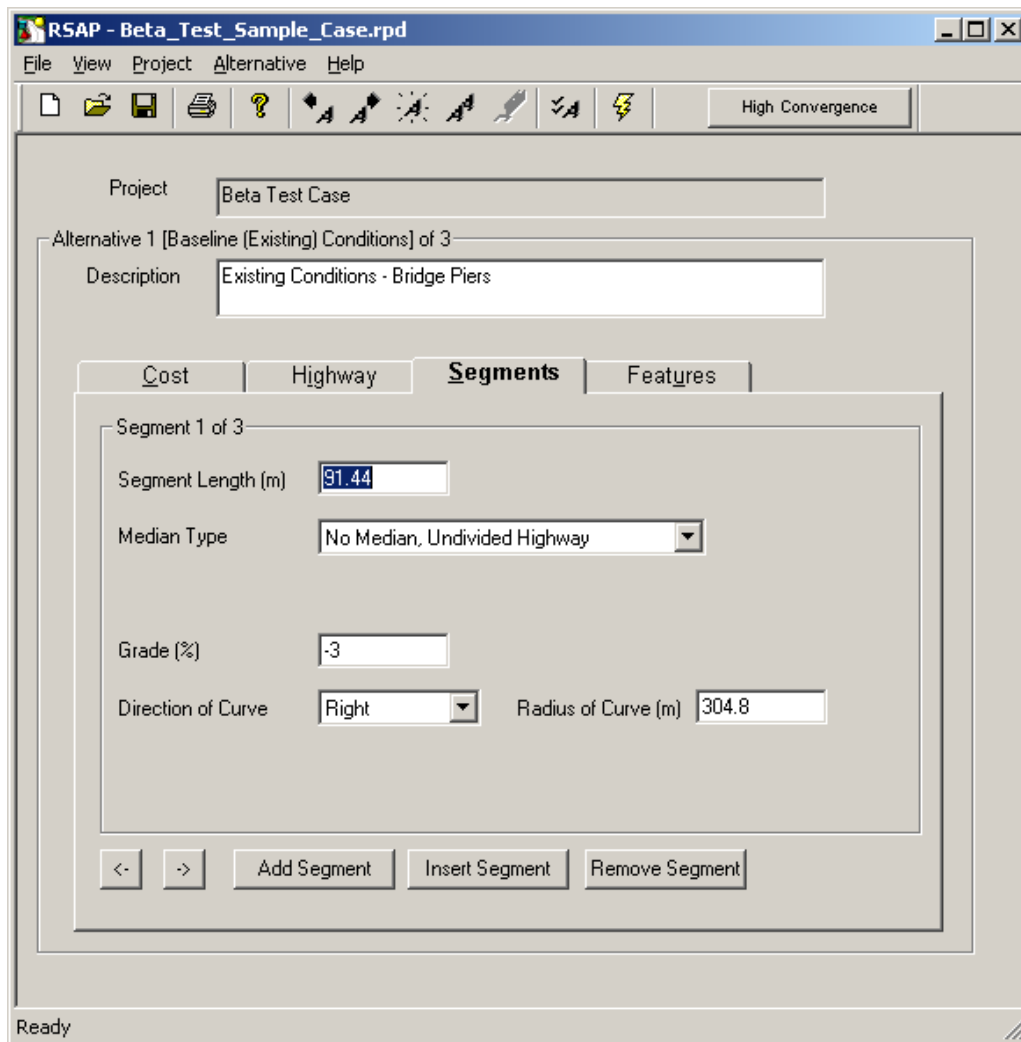 RSAP - Beta_Test_Sample_Case.rpd
File View Project Alternative Help
High Convergence
Project Beta Test Case
Alternative 1 [Baseline (Existing) Conditions] of 3
Description Existing Conditions - Bridge Piers
Cost Highway Segments Features
Segment 1 of 3
Segment Length (m) 91.44
Median Type No Median, Undivided Highway
Grade (%) -3
Direction of Curve Right Radius of Curve (m) 304.8
<- -> Add Segment Insert Segment Remove Segment
Ready